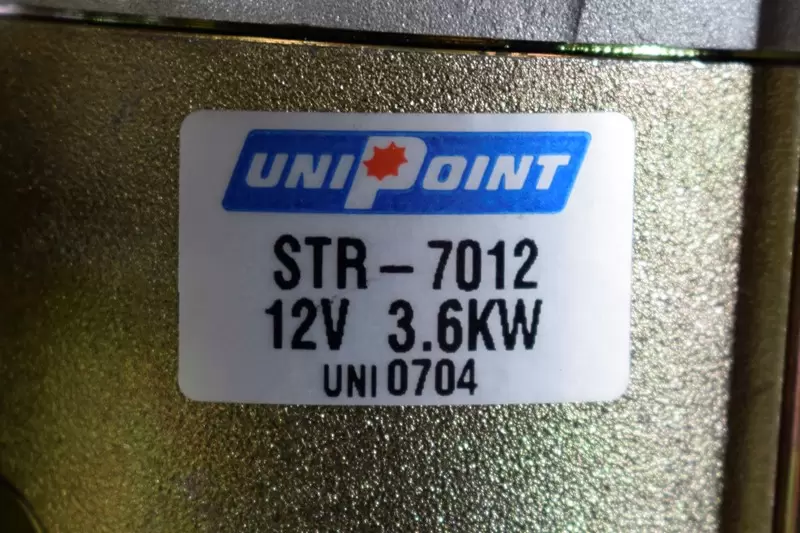 UNIPOINT
STR-7012
12V 3.6KW
UNI 0704